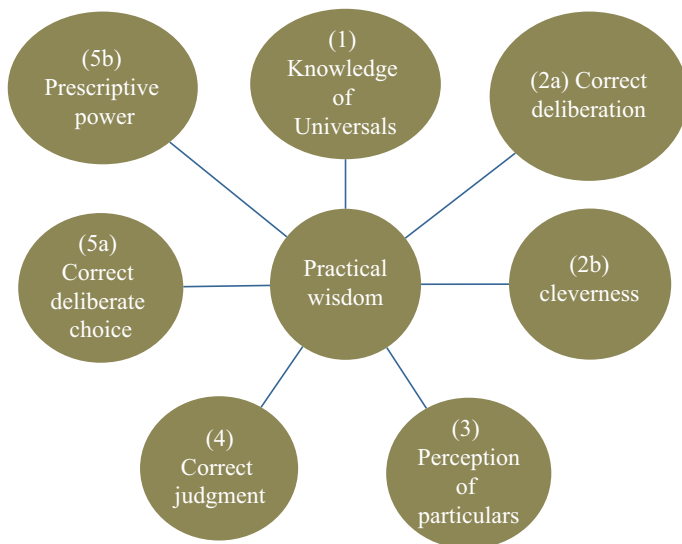 (5b)
Prescriptive
power
(1)
Knowledge
of
Universals
(2a) Correct
deliberation
(5a)
Correct
deliberate
choice
Practical
wisdom
(2b)
cleverness
(4)
Correct
judgment
(3)
Perception
of
particulars